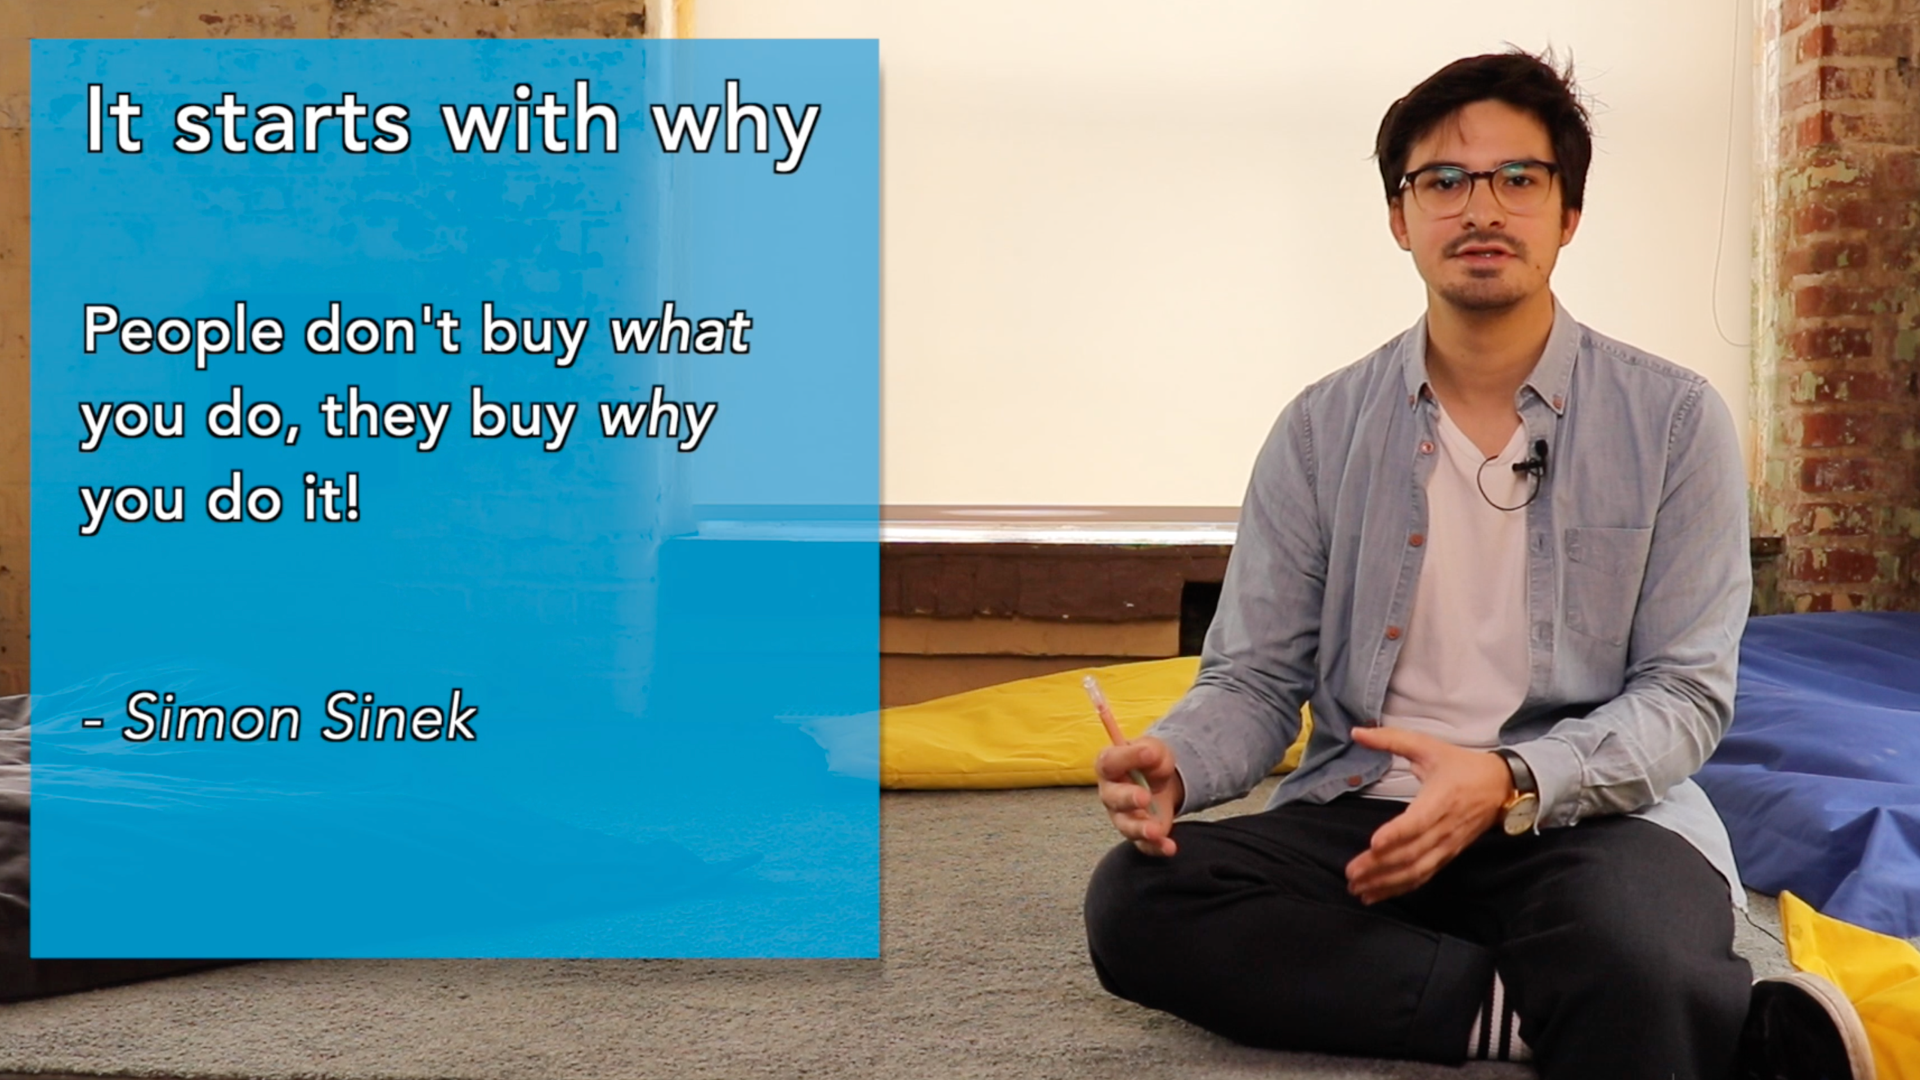 It starts with why
People don't buy what
you do, they buy why
you do it!
- Simon Sinek